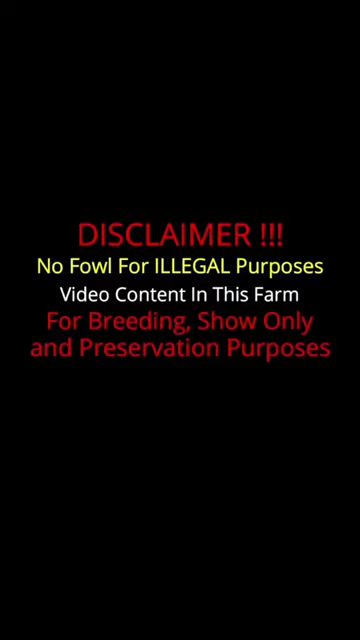 DISCLAIMER !!!
No Fowl For ILLEGAL Purposes
Video Content In This Farm
For Breeding, Show Only
and Preservation Purposes